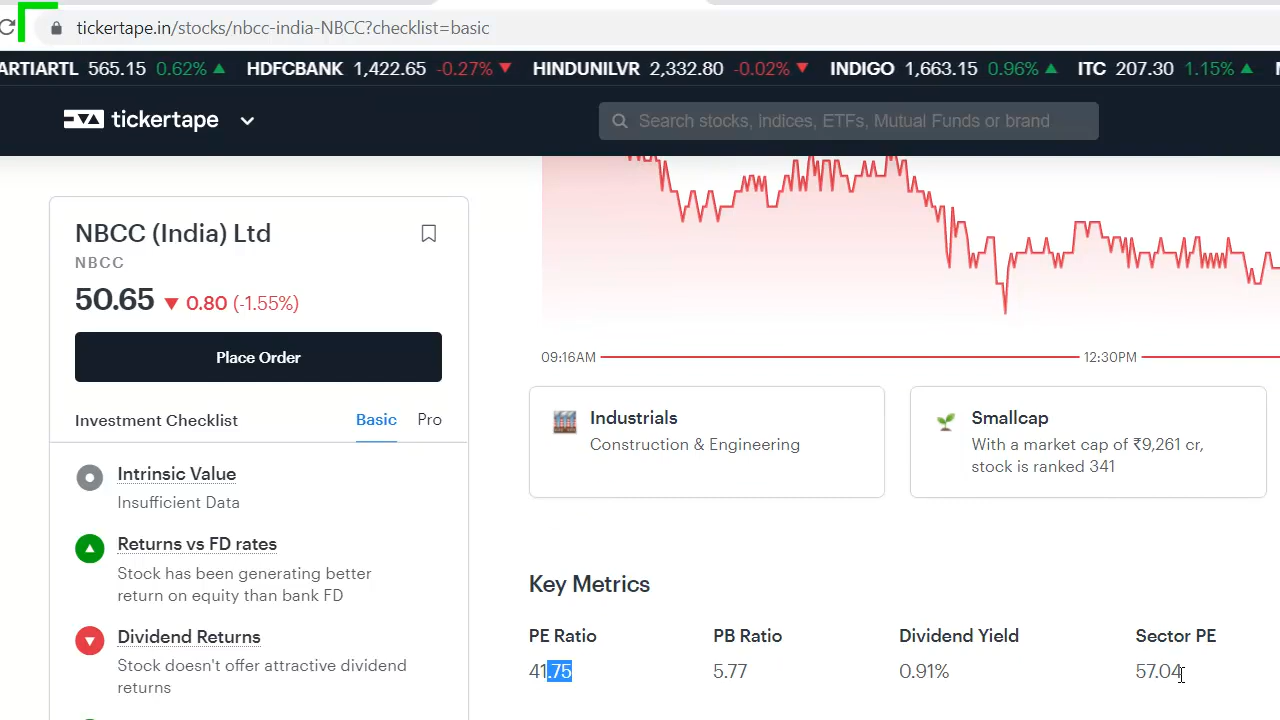 tickertape.in/stocks/nbcc-india-NBCC?checklist=basic
ARTIARTL 565.15 0.62% ▲ HDFCBANK 1,422.65 -0.27% ▼ HINDUNILVR 2,332.80 -0.02% ▼ INDIGO 1,663.15 0.96% ▲ ITC 207.30 1.15% ▲
tickertape
Search stocks, indices, ETFs, Mutual Funds or brand
NBCC (India) Ltd
NBCC
50.65 ▼ 0.80 (-1.55%)
Place Order
Investment Checklist Basic Pro
Intrinsic Value
Insufficient Data
Returns vs FD rates
Stock has been generating better
return on equity than bank FD
Dividend Returns
Stock doesn't offer attractive dividend
returns
09:16AM 12:30PM
Industrials
Construction & Engineering
Smallcap
With a market cap of ₹9,261 cr,
stock is ranked 341
Key Metrics
PE Ratio PB Ratio Dividend Yield Sector PE
41.75 5.77 0.91% 57.04